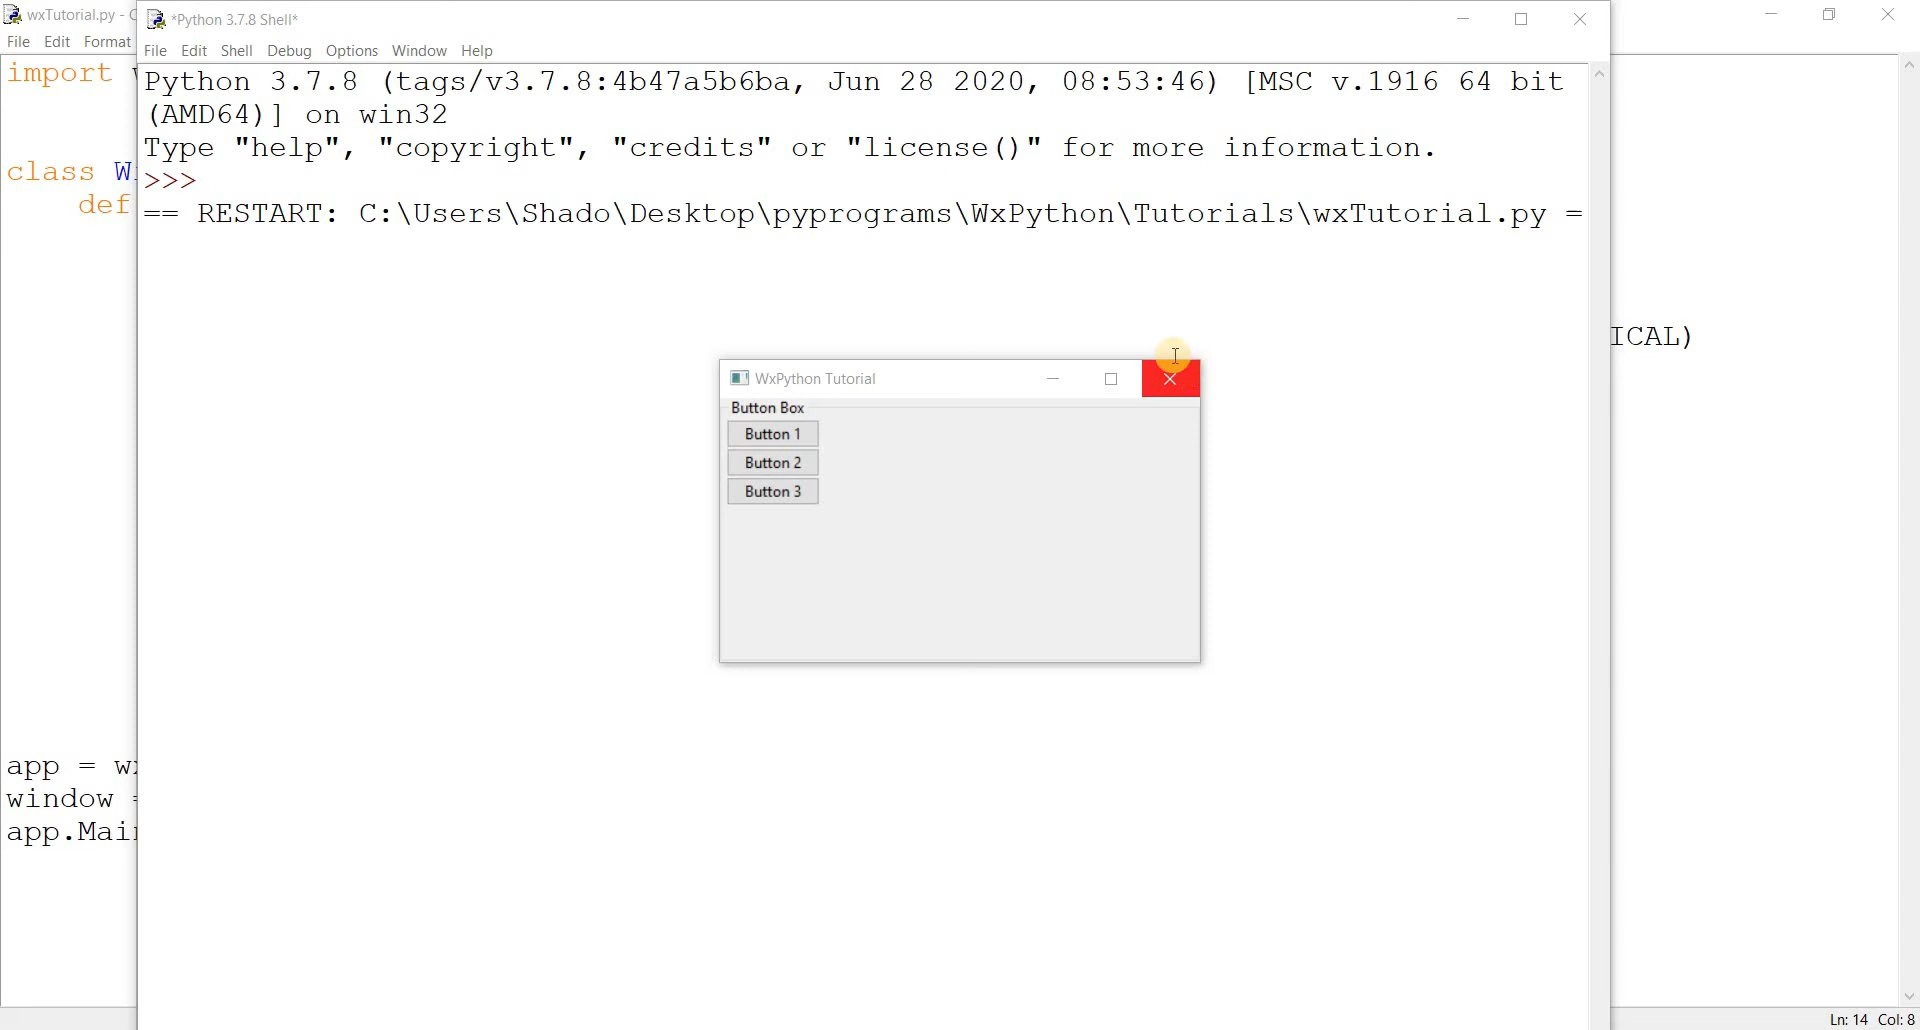 wxTutorial.py -
File Edit Format
import
class
def
app =
window
ICAL)
Ln: 14 Col: 8
*Python 3.7.8 Shell*
File Edit Shell Debug Options Window Help
Python 3.7.8 (tags/v3.7.8:4b47a5b6ba, Jun 28 2020, 08:53:46) [MSC v.1916 64 bit
(AMD64)] on win32
Type "help", "copyright", "credits" or "license()" for more information.
>>>
== RESTART: C:\Users\Shado\Desktop\pyprograms\WxPython\Tutorials\wxTutorial.py =
WxPython Tutorial
Button Box
Button 1
Button 2
Button 3